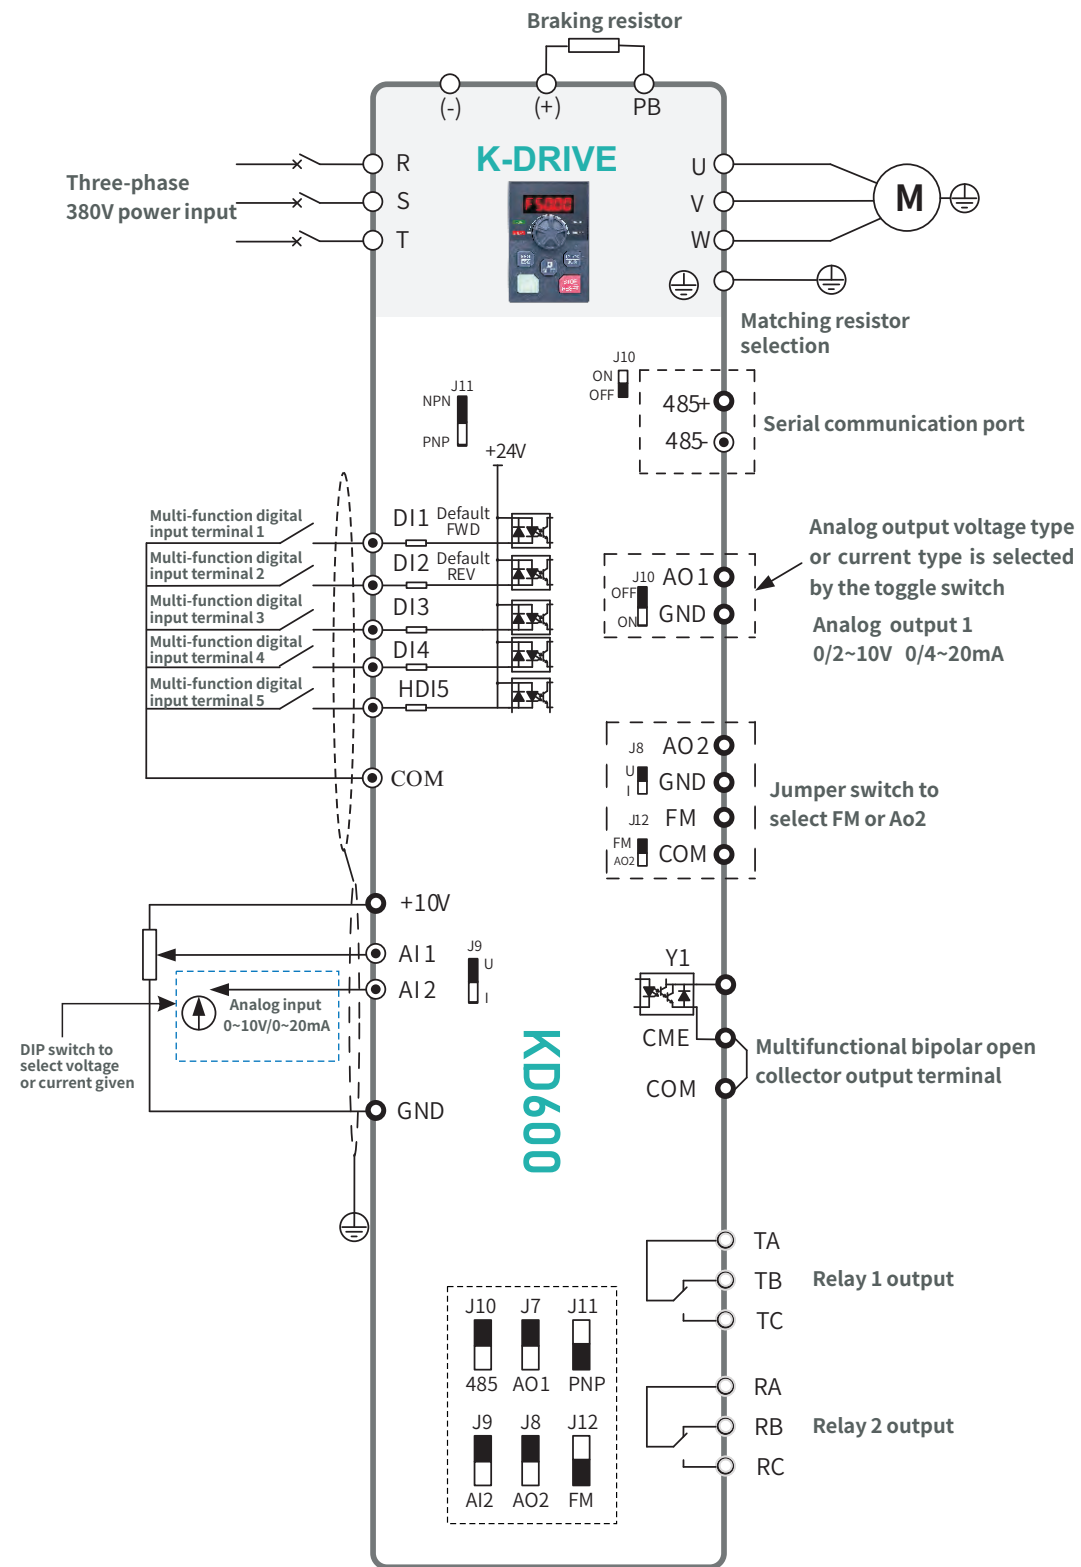 Braking resistor
(-)
(+)
PB
K-DRIVE
Three-phase
380V power input
R
S
T
U
V
W
M
F50.00
Matching resistor
selection
J10
ON
OFF
485+
485-
Serial communication port
J11
NPN
PNP
+24V
Multi-function digital
input terminal 1
DI1 Default
FWD
Multi-function digital
input terminal 2
DI2 Default
REV
Multi-function digital
input terminal 3
DI3
Multi-function digital
input terminal 4
DI4
Multi-function digital
input terminal 5
HDI5
COM
J10
OFF
ON
AO1
GND
Analog output voltage type
or current type is selected
by the toggle switch
Analog output 1
0/2~10V 0/4~20mA
J8
U
I
AO2
GND
J12
FM
AO2
FM
COM
Jumper switch to
select FM or Ao2
+10V
AI1
AI2
J9
U
I
Analog input
0~10V/0~20mA
DIP switch to
select voltage
or current given
GND
Y1
CME
COM
Multifunctional bipolar open
collector output terminal
KD600
TA
TB
TC
Relay 1 output
RA
RB
RC
Relay 2 output
J10 J7 J11
485 AO1 PNP
J9 J8 J12
AI2 AO2 FM